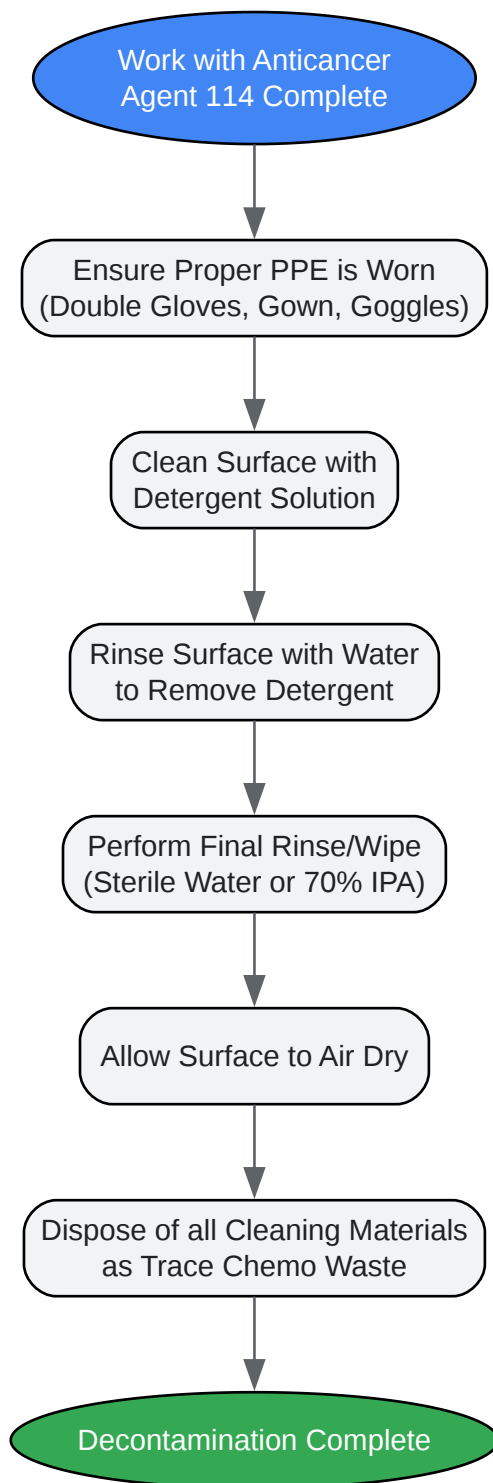 Work with Anticancer
Agent 114 Complete
Ensure Proper PPE is Worn
(Double Gloves, Gown, Goggles)
Clean Surface with
Detergent Solution
Rinse Surface with Water
to Remove Detergent
Perform Final Rinse/Wipe
(Sterile Water or 70% IPA)
Allow Surface to Air Dry
Dispose of all Cleaning Materials
as Trace Chemo Waste
Decontamination Complete